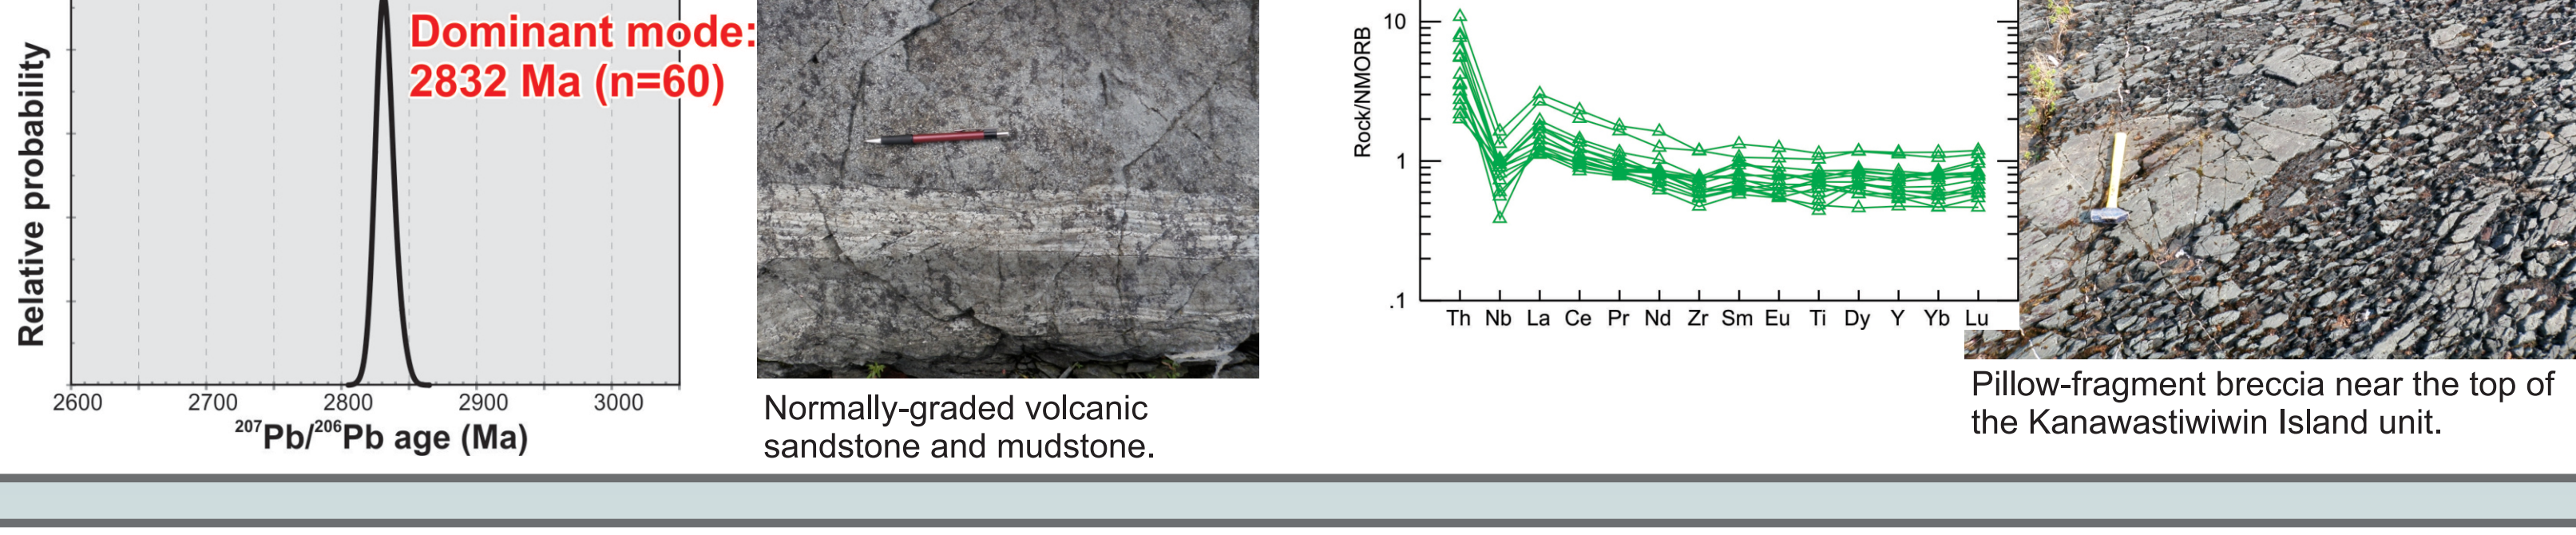 Dominant mode:
2832 Ma (n=60)
Relative probability
2600 2700 2800 2900 3000
207Pb/206Pb age (Ma)
Normally-graded volcanic
sandstone and mudstone.
Rock/NMORB
10
1
.1
Th Nb La Ce Pr Nd Zr Sm Eu Ti Dy Y Yb Lu
Pillow-fragment breccia near the top of
the Kanawastiwiwin Island unit.